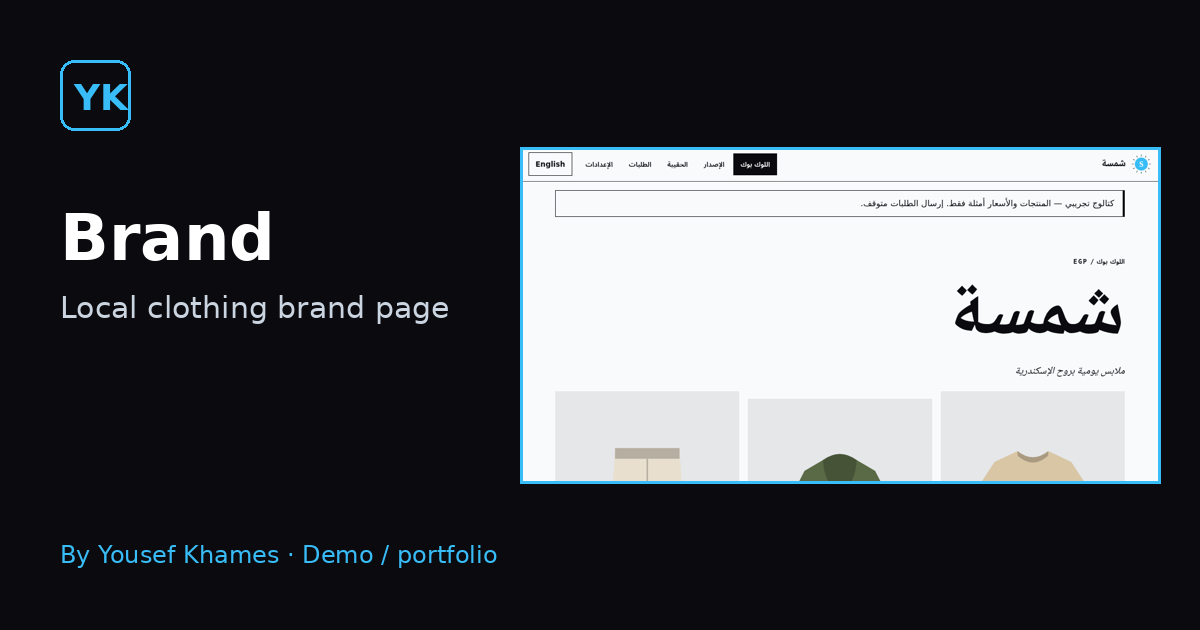 YK
Brand
Local clothing brand page
By Yousef Khames · Demo / portfolio
شمسة
S
اللوك بوك
الإصدار
الحقيبة
الطلبات
الإعدادات
English
كتالوج تجريبي — المنتجات والأسعار أمثلة فقط. إرسال الطلبات متوقف.
اللوك بوك / EGP
شمسة
ملابس يومية بروح الإسكندرية